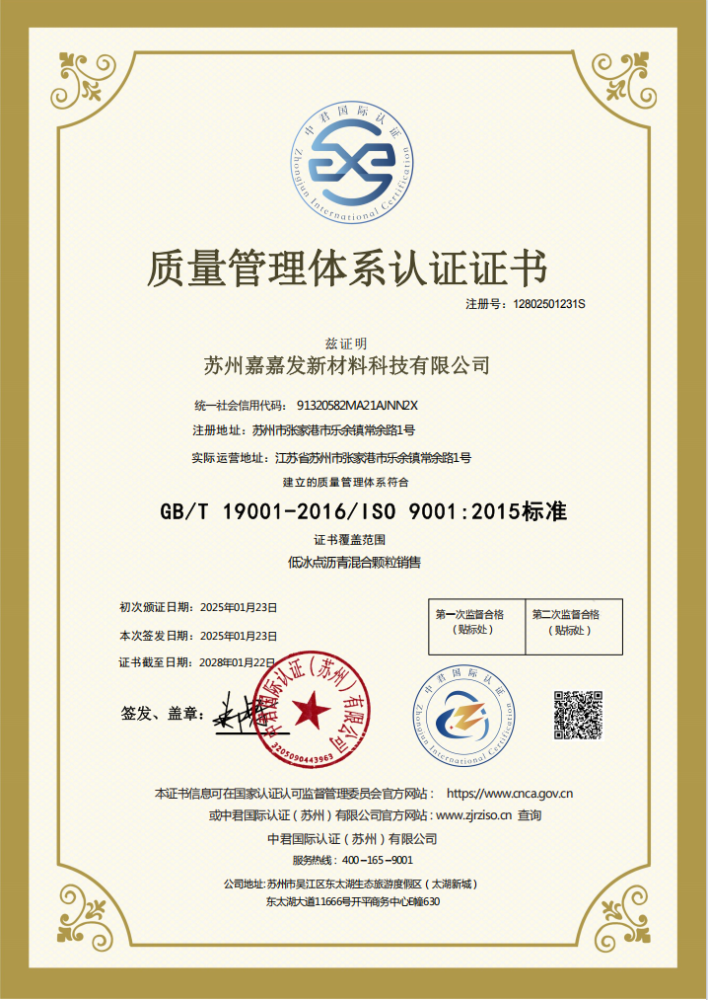 中君国际认证
Zhongjun International Certification
质量管理体系认证证书
注册号：12802501231S
兹证明
苏州嘉嘉发新材料科技有限公司
统一社会信用代码： 91320582MA21AJNN2X
注册地址：苏州市张家港市乐余镇常余路1号
实际运营地址：江苏省苏州市张家港市乐余镇常余路1号
建立的质量管理体系符合
GB/T 19001-2016/ISO 9001:2015标准
证书覆盖范围
低冰点沥青混合颗粒销售
初次颁证日期：2025年01月23日
本次签发日期：2025年01月23日
证书截至日期：2028年01月22日
第一次监督合格
（贴标处）
第二次监督合格
（贴标处）
签发、盖章：
中君国际认证（苏州）有限公司
3205090443963
中君国际认证
Zhongjun International Certification
本证书信息可在国家认证认可监督管理委员会官方网站： https://www.cnca.gov.cn
或中君国际认证（苏州）有限公司官方网站：www.zjrziso.cn 查询
中君国际认证（苏州）有限公司
服务热线：400-165-9001
公司地址：苏州市吴江区东太湖生态旅游度假区（太湖新城）
东太湖大道11666号开平商务中心E幢630